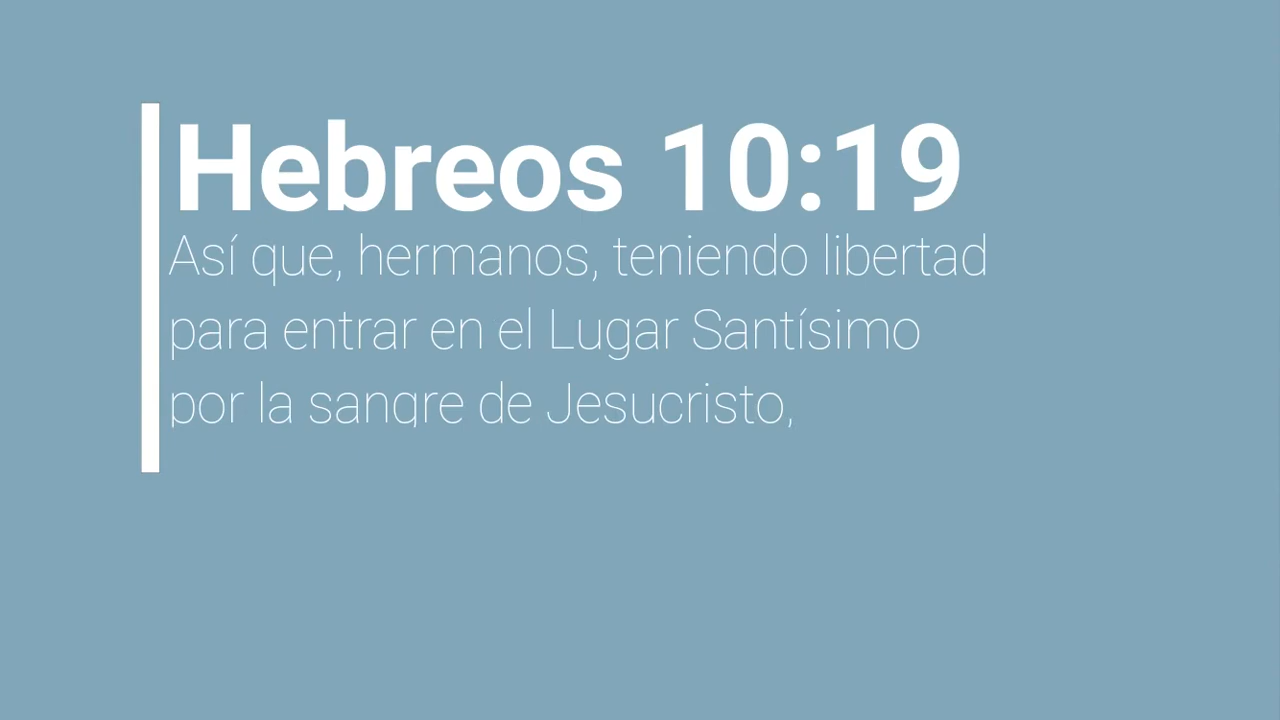 Hebreos 10:19
Así que, hermanos, teniendo libertad
para entrar en el Lugar Santísimo
por la sangre de Jesucristo,